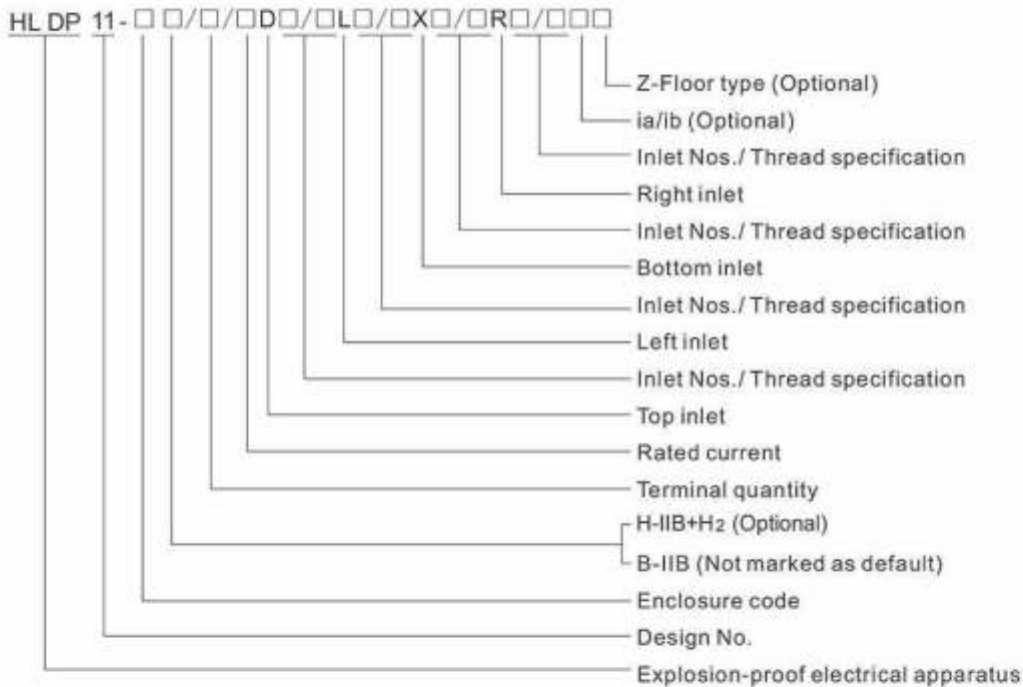 HL DP 11-□ □/□/□D□/□L□/□X□/□R□/□□□
Z-Floor type (Optional)
ia/ib (Optional)
Inlet Nos./ Thread specification
Right inlet
Inlet Nos./ Thread specification
Bottom inlet
Inlet Nos./ Thread specification
Left inlet
Inlet Nos./ Thread specification
Top inlet
Rated current
Terminal quantity
H-IIB+H2 (Optional)
B-IIB (Not marked as default)
Enclosure code
Design No.
Explosion-proof electrical apparatus